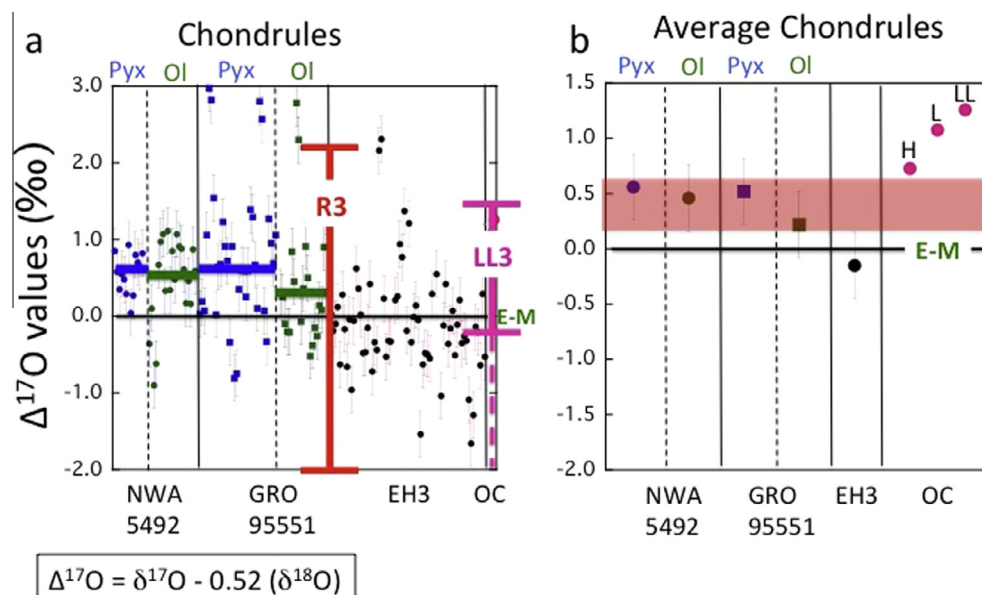 a
Chondrules
Pyx Ol Pyx Ol
Δ¹⁷O values (‰)
3.0
2.0
1.0
0.0
-1.0
-2.0
R3
LL3
E-M
NWA 5492
GRO 95551
EH3
OC
Δ¹⁷O = δ¹⁷O - 0.52 (δ¹⁸O)
b
Average Chondrules
Pyx Ol Pyx Ol
1.5
1.0
0.5
0.0
-0.5
-1.0
-1.5
-2.0
H
L
LL
E-M
NWA 5492
GRO 95551
EH3
OC